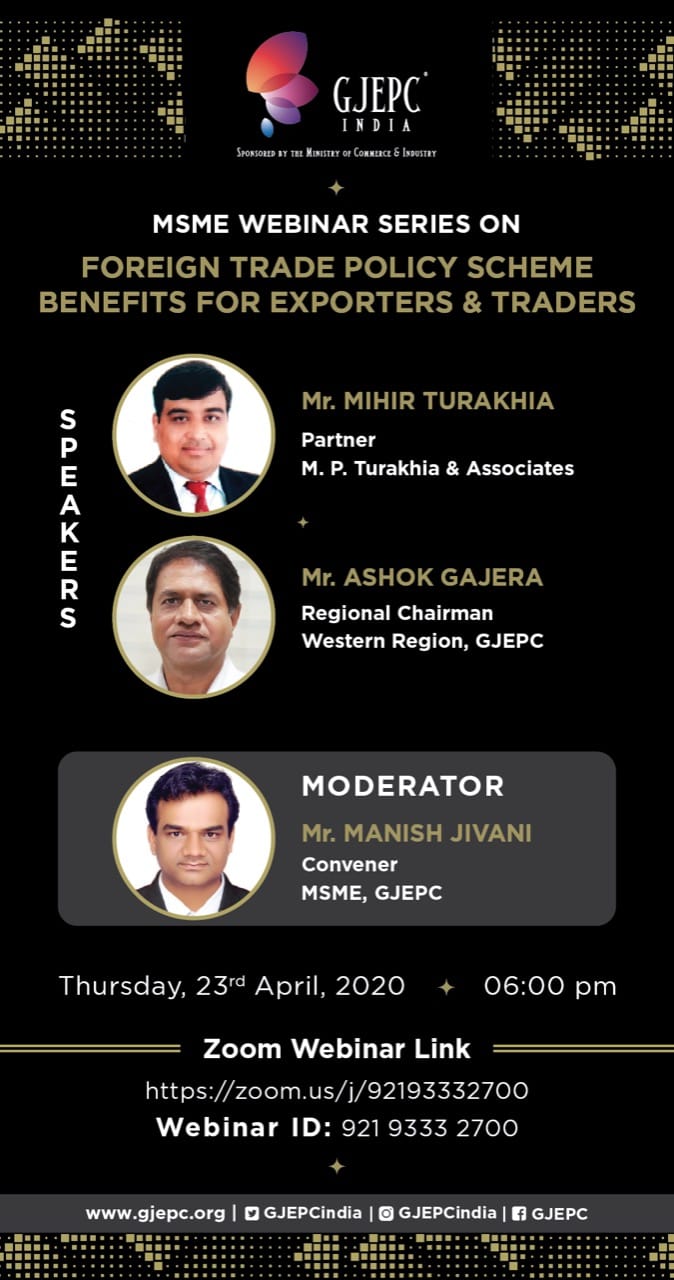 GJEPC
INDIA
SPONSORED BY THE MINISTRY OF COMMERCE & INDUSTRY
MSME WEBINAR SERIES ON
FOREIGN TRADE POLICY SCHEME
BENEFITS FOR EXPORTERS & TRADERS
SPEAKERS
Mr. MIHIR TURAKHIA
Partner
M. P. Turakhia & Associates
Mr. ASHOK GAJERA
Regional Chairman
Western Region, GJEPC
MODERATOR
Mr. MANISH JIVANI
Convener
MSME, GJEPC
Thursday, 23rd April, 2020 06:00 pm
Zoom Webinar Link
https://zoom.us/j/92193332700
Webinar ID: 921 9333 2700
www.gjepc.org | GJEPCindia | GJEPCindia | GJEPC